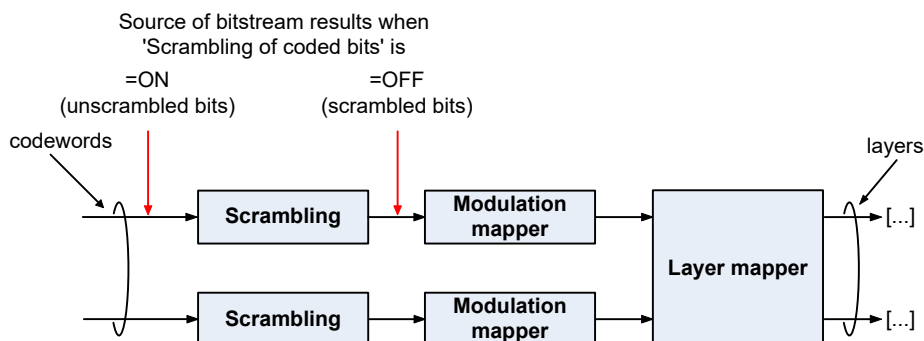 Source of bitstream results when
'Scrambling of coded bits' is
=ON
(unscrambled bits)
=OFF
(scrambled bits)
codewords
layers
Scrambling
Modulation
mapper
Layer mapper
[...]
Scrambling
Modulation
mapper
[...]